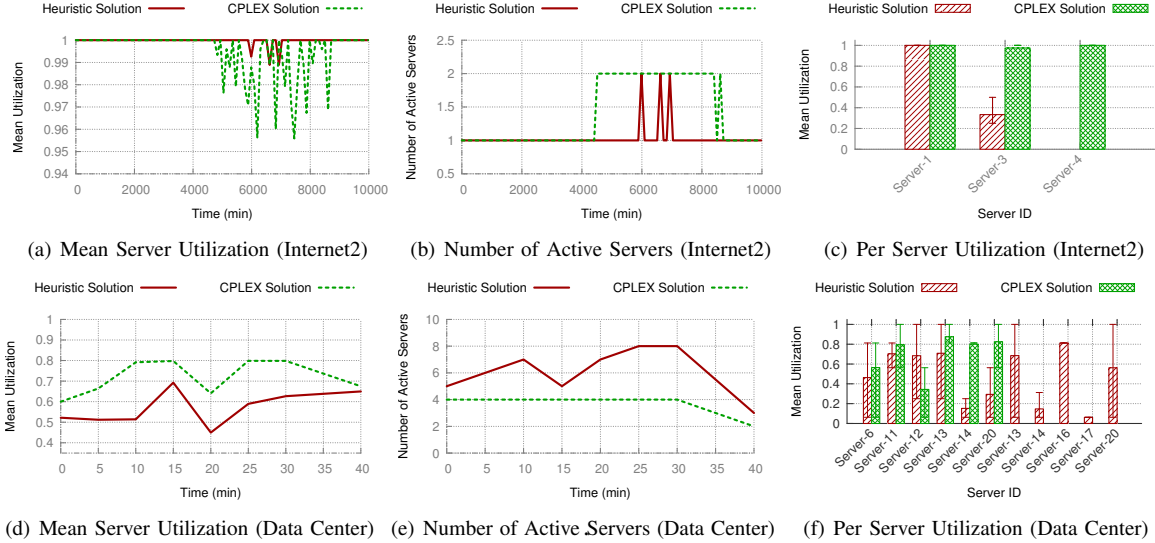 Heuristic Solution CPLEX Solution
Mean Utilization
1
0.99
0.98
0.97
0.96
0.95
0.94
0 2000 4000 6000 8000 10000
Time (min)
(a) Mean Server Utilization (Internet2)
Heuristic Solution CPLEX Solution
Number of Active Servers
2.5
2
1.5
1
0.5
0 2000 4000 6000 8000 10000
Time (min)
(b) Number of Active Servers (Internet2)
Heuristic Solution CPLEX Solution
Mean Utilization
1
0.8
0.6
0.4
0.2
0
Server-1 Server-3 Server-4
Server ID
(c) Per Server Utilization (Internet2)
Heuristic Solution CPLEX Solution
Mean Utilization
1
0.9
0.8
0.7
0.6
0.5
0.4
0 5 10 15 20 25 30 35 40
Time (min)
(d) Mean Server Utilization (Data Center)
Heuristic Solution CPLEX Solution
Number of Active Servers
10
8
6
4
2
0
0 5 10 15 20 25 30 35 40
Time (min)
(e) Number of Active Servers (Data Center)
Heuristic Solution CPLEX Solution
Mean Utilization
1
0.8
0.6
0.4
0.2
0
Server-6 Server-11 Server-12 Server-13 Server-14 Server-20 Server-13 Server-14 Server-16 Server-17 Server-20
Server ID
(f) Per Server Utilization (Data Center)